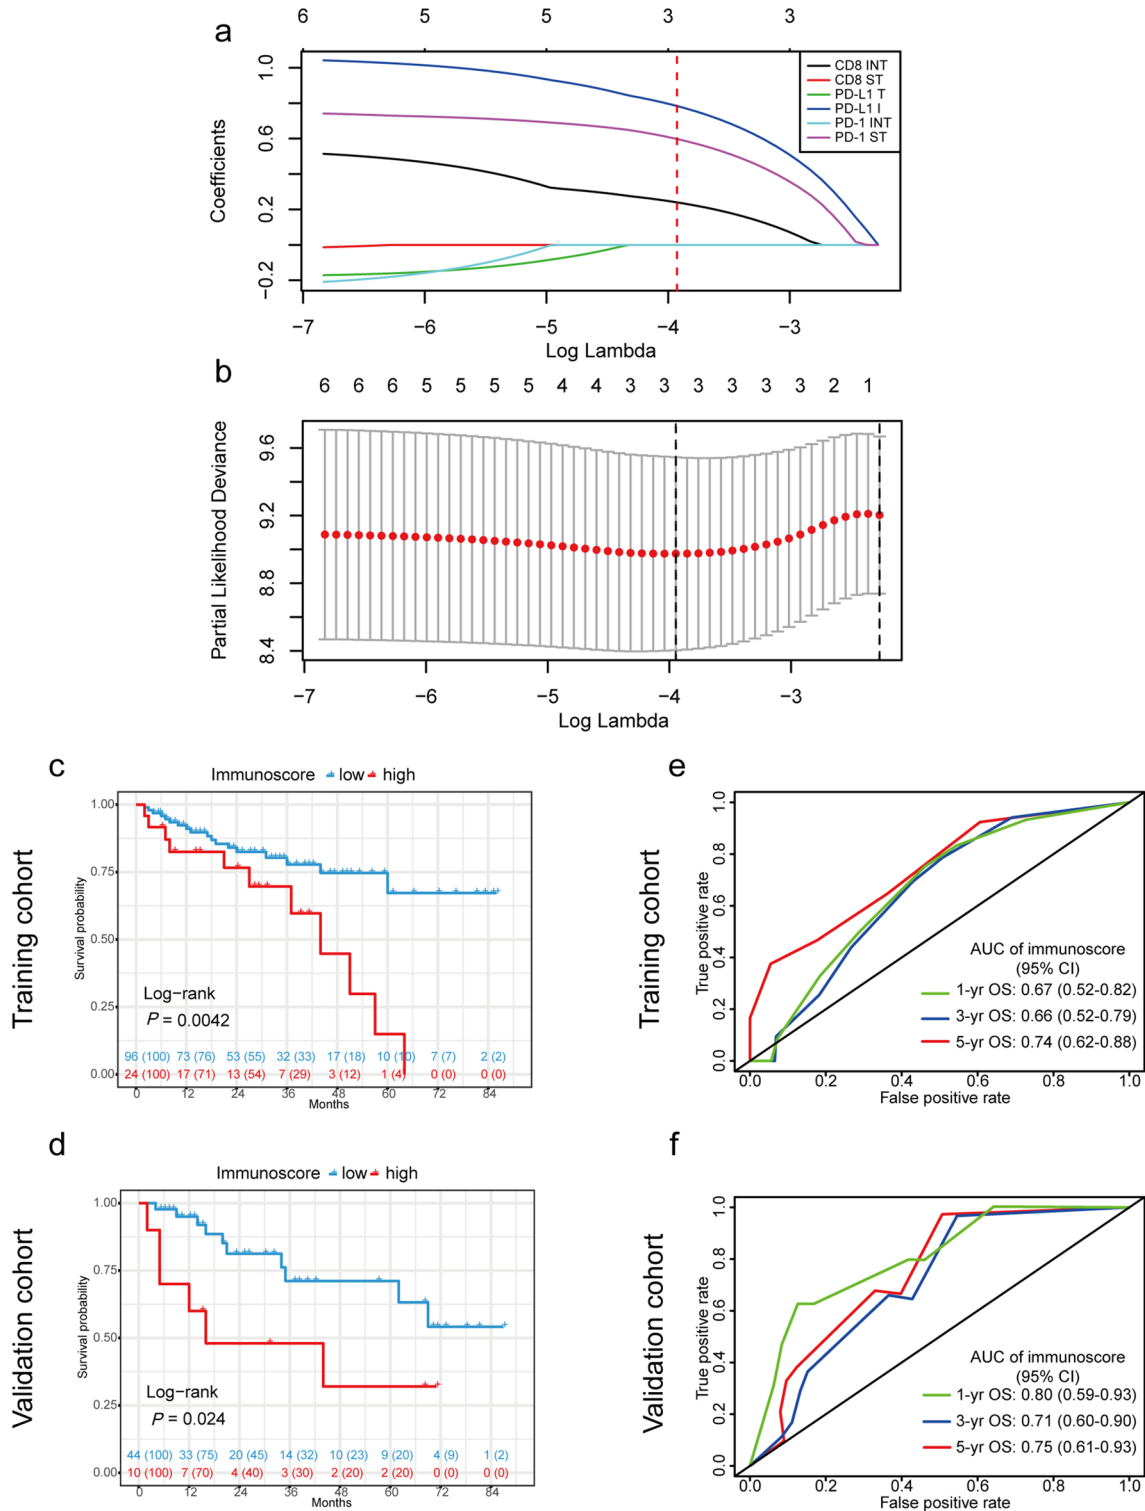 a
6 5 5 3 3
1.0
0.6
0.2
−0.2
Coefficients
CD8 INT
CD8 ST
PD-L1 T
PD-L1 I
PD-1 INT
PD-1 ST
−7 −6 −5 −4 −3
Log Lambda
b
6 6 6 5 5 5 5 4 4 3 3 3 3 3 3 2 1
9.6
9.2
8.8
8.4
Partial Likelihood Deviance
−7 −6 −5 −4 −3
Log Lambda
c
Training cohort
Immunoscore low high
1.00
0.75
0.50
0.25
0.00
Survival probability
Log−rank
P = 0.0042
96 (100) 73 (76) 53 (55) 32 (33) 17 (18) 10 (10) 7 (7) 2 (2)
24 (100) 17 (71) 13 (54) 7 (29) 3 (12) 1 (4) 0 (0) 0 (0)
0 12 24 36 48 60 72 84
Months
e
Training cohort
1.0
0.8
0.6
0.4
0.2
0.0
True positive rate
AUC of immunoscore
(95% CI)
1-yr OS: 0.67 (0.52-0.82)
3-yr OS: 0.66 (0.52-0.79)
5-yr OS: 0.74 (0.62-0.88)
0.0 0.2 0.4 0.6 0.8 1.0
False positive rate
d
Validation cohort
Immunoscore low high
1.00
0.75
0.50
0.25
0.00
Survival probability
Log−rank
P = 0.024
44 (100) 33 (75) 20 (45) 14 (32) 10 (23) 9 (20) 4 (9) 1 (2)
10 (100) 7 (70) 4 (40) 3 (30) 2 (20) 2 (20) 0 (0) 0 (0)
0 12 24 36 48 60 72 84
Months
f
Validation cohort
1.0
0.8
0.6
0.4
0.2
0.0
True positive rate
AUC of immunoscore
(95% CI)
1-yr OS: 0.80 (0.59-0.93)
3-yr OS: 0.71 (0.60-0.90)
5-yr OS: 0.75 (0.61-0.93)
0.0 0.2 0.4 0.6 0.8 1.0
False positive rate